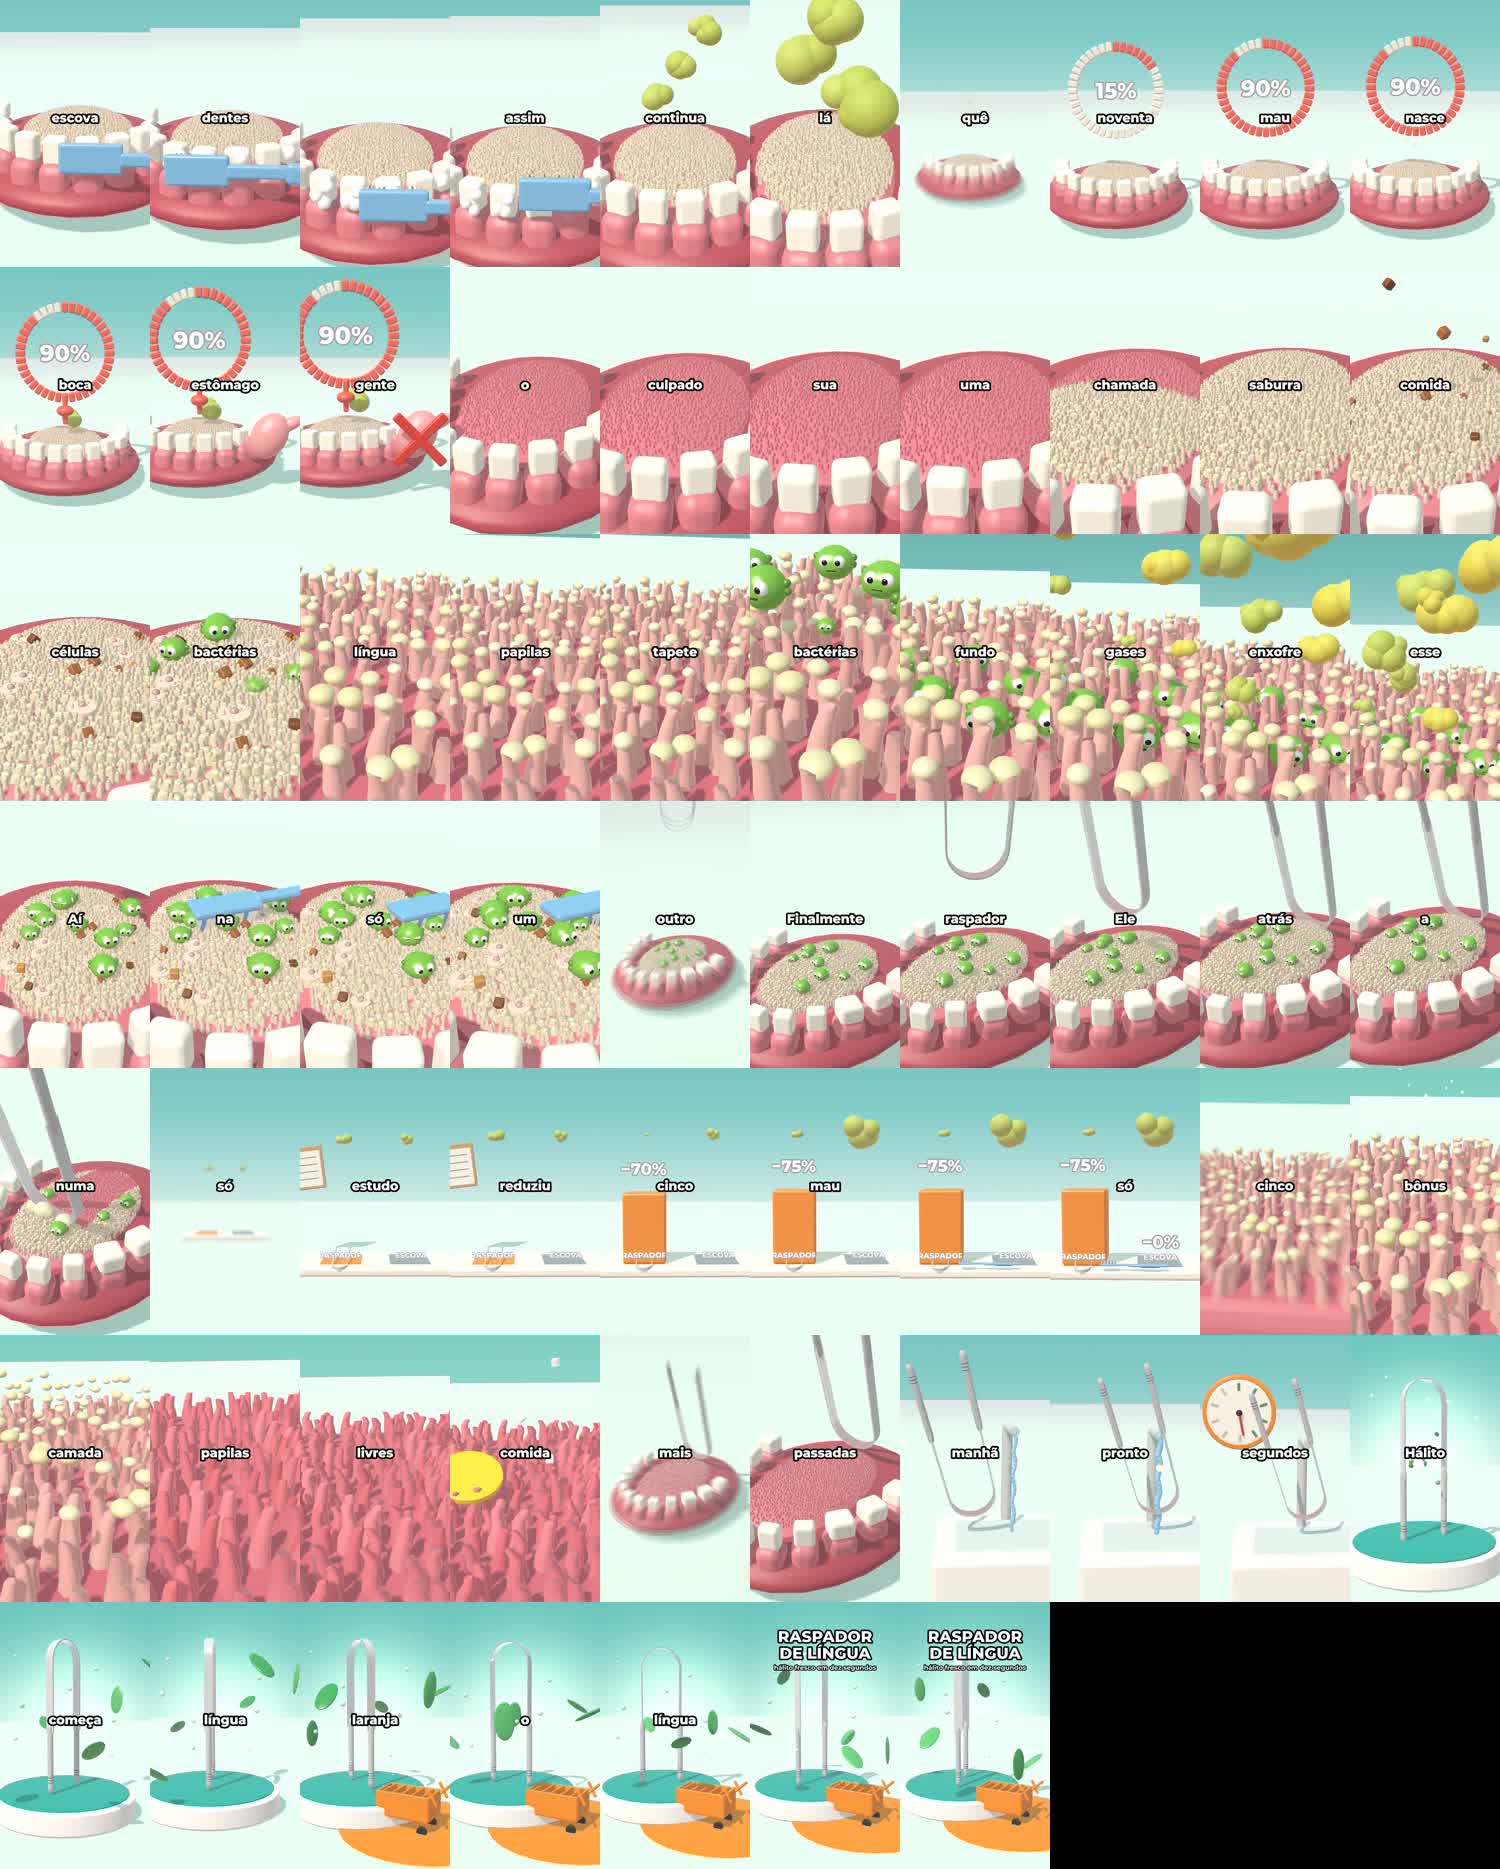 escova
dentes
assim
continua
lá
quê
15%
noventa
90%
mau
90%
nasce
90%
boca
90%
estômago
90%
gente
o
culpado
sua
uma
chamada
saburra
comida
células
bactérias
língua
papilas
tapete
bactérias
fundo
gases
enxofre
esse
Aí
na
só
um
outro
Finalmente
raspador
Ele
atrás
a
numa
só
estudo
RASPADOR
ESCOVA
reduziu
RASPADOR
ESCOVA
−70%
cinco
RASPADOR
ESCOVA
−75%
mau
RASPADOR
ESCOVA
−75%
RASPADOR
ESCOVA
−75%
só
−0%
RASPADOR
ESCOVA
cinco
bônus
camada
papilas
livres
comida
mais
passadas
manhã
pronto
segundos
Hálito
começa
língua
laranja
o
língua
RASPADOR
DE LÍNGUA
hálito fresco em dez segundos
RASPADOR
DE LÍNGUA
hálito fresco em dez segundos